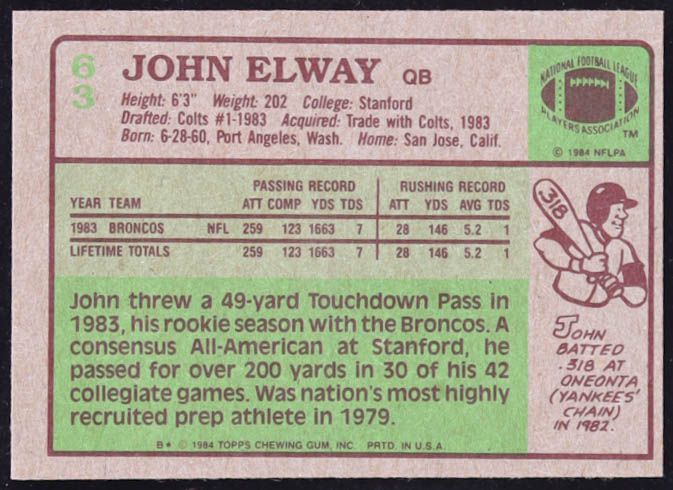 63
JOHN ELWAY QB
Height: 6'3" Weight: 202 College: Stanford
Drafted: Colts #1-1983 Acquired: Trade with Colts, 1983
Born: 6-28-60, Port Angeles, Wash. Home: San Jose, Calif.
NATIONAL FOOTBALL LEAGUE
PLAYERS ASSOCIATION
TM
© 1984 NFLPA
PASSING RECORD RUSHING RECORD
YEAR TEAM ATT COMP YDS TDS ATT YDS AVG TDS
1983 BRONCOS NFL 259 123 1663 7 28 146 5.2 1
LIFETIME TOTALS 259 123 1663 7 28 146 5.2 1
John threw a 49-yard Touchdown Pass in
1983, his rookie season with the Broncos. A
consensus All-American at Stanford, he
passed for over 200 yards in 30 of his 42
collegiate games. Was nation's most highly
recruited prep athlete in 1979.
.318
JOHN
BATTED
.318 AT
ONEONTA
(YANKEES'
CHAIN)
IN 1982.
B* © 1984 TOPPS CHEWING GUM, INC. PRTD. IN U.S.A.